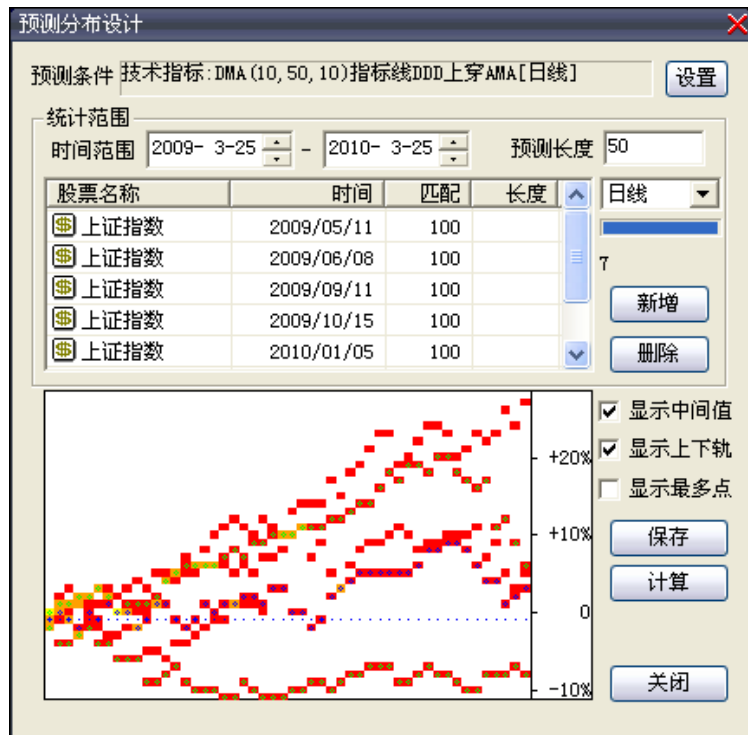 预测分布设计
预测条件 技术指标:DMA(10,50,10)指标线DDD上穿AMA[日线] 设置
统计范围
时间范围 2009- 3-25 - 2010- 3-25 预测长度 50
股票名称 时间 匹配 长度 日线
上证指数 2009/05/11 100
上证指数 2009/06/08 100
7
上证指数 2009/09/11 100
新增
上证指数 2009/10/15 100
上证指数 2010/01/05 100
删除
显示中间值
+20% 显示上下轨
显示最多点
+10% 保存
计算
0
-10% 关闭